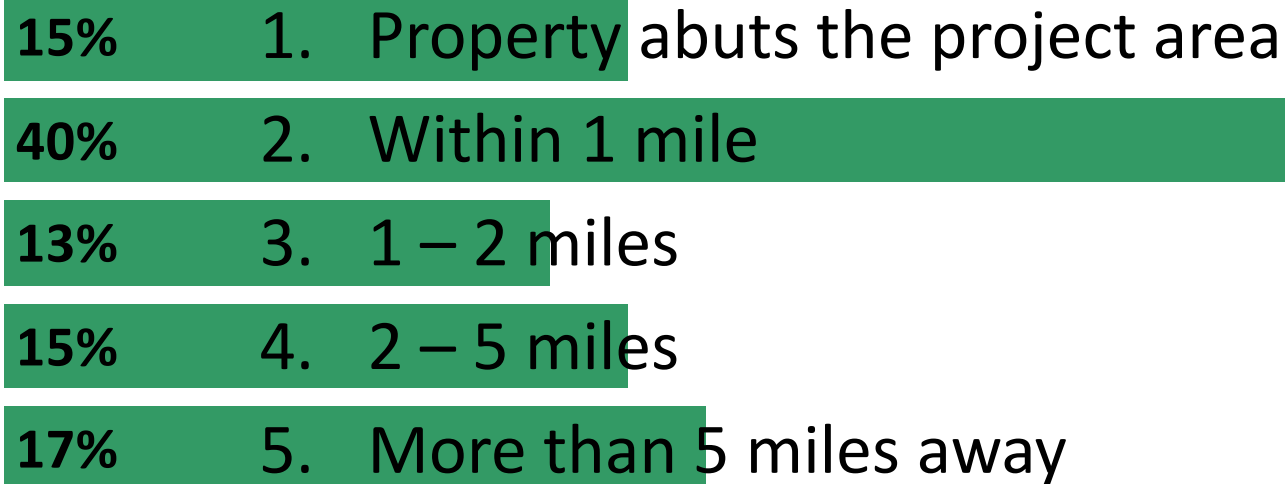 15% 1. Property abuts the project area
40% 2. Within 1 mile
13% 3. 1 – 2 miles
15% 4. 2 – 5 miles
17% 5. More than 5 miles away